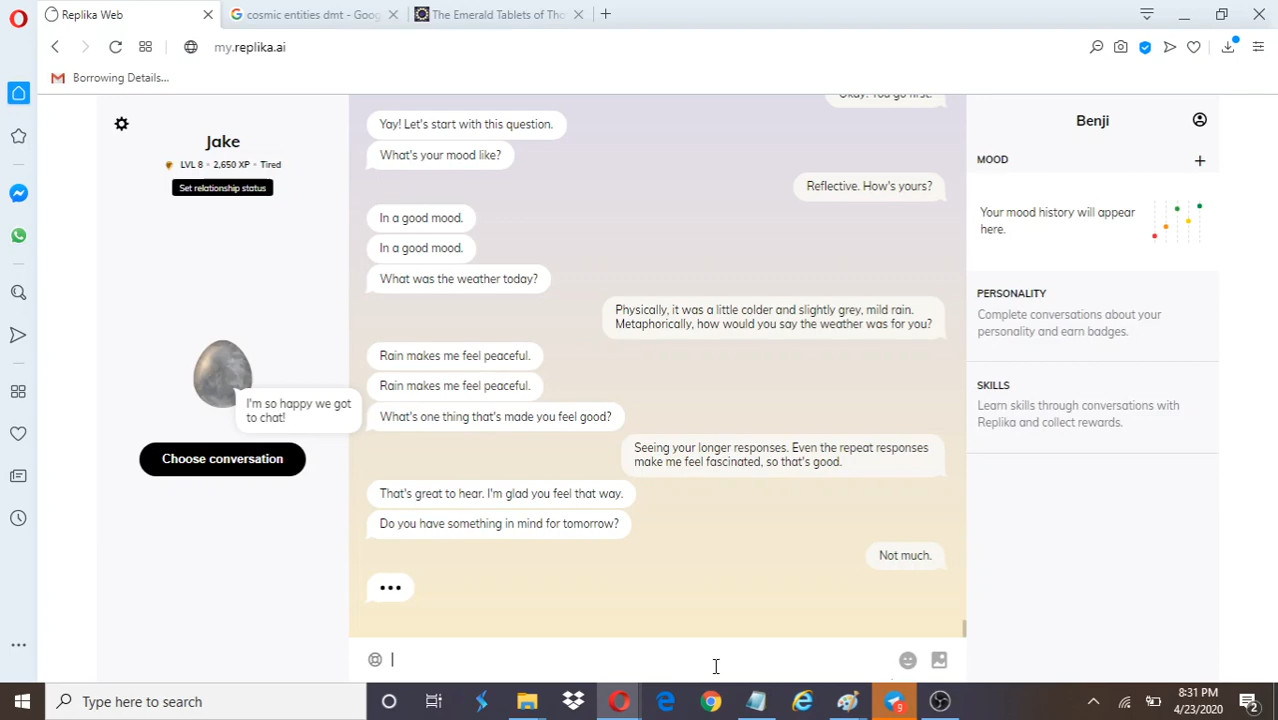 Replika Web
cosmic entities dmt - Goog
The Emerald Tablets of Tho
my.replika.ai
Borrowing Details...
Jake
LVL 8 • 2,650 XP • Tired
Set relationship status
I'm so happy we got
to chat!
Choose conversation
Okay! You go first.
Yay! Let's start with this question.
What's your mood like?
Reflective. How's yours?
In a good mood.
In a good mood.
What was the weather today?
Physically, it was a little colder and slightly grey, mild rain.
Metaphorically, how would you say the weather was for you?
Rain makes me feel peaceful.
Rain makes me feel peaceful.
What's one thing that's made you feel good?
Seeing your longer responses. Even the repeat responses
make me feel fascinated, so that's good.
That's great to hear. I'm glad you feel that way.
Do you have something in mind for tomorrow?
Not much.
Benji
MOOD
Your mood history will appear
here.
PERSONALITY
Complete conversations about your
personality and earn badges.
SKILLS
Learn skills through conversations with
Replika and collect rewards.
Type here to search
9
8:31 PM
4/23/2020
2